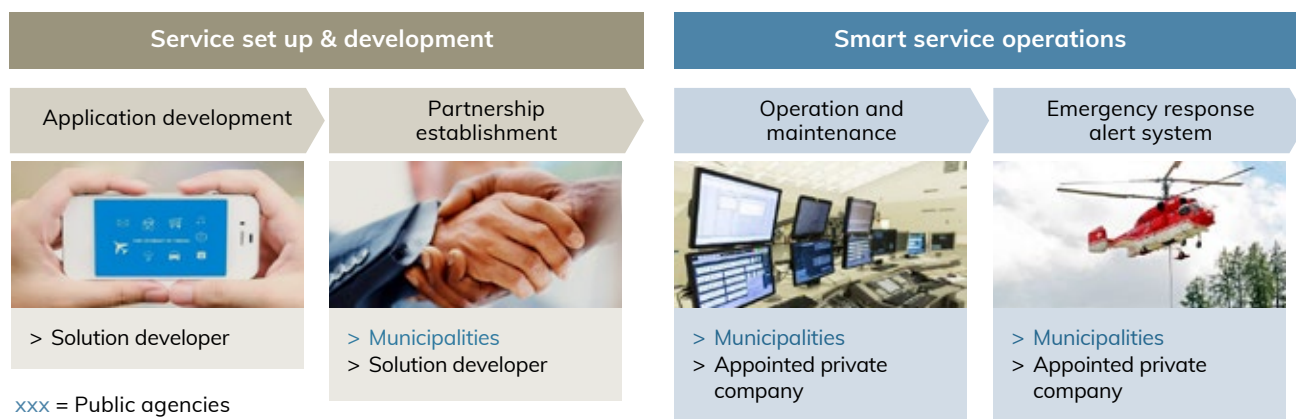 Service set up & development
Smart service operations
Application development
Partnership
establishment
Operation and
maintenance
Emergency response
alert system
> Solution developer
> Municipalities
> Solution developer
> Municipalities
> Appointed private
company
> Municipalities
> Appointed private
company
xxx = Public agencies